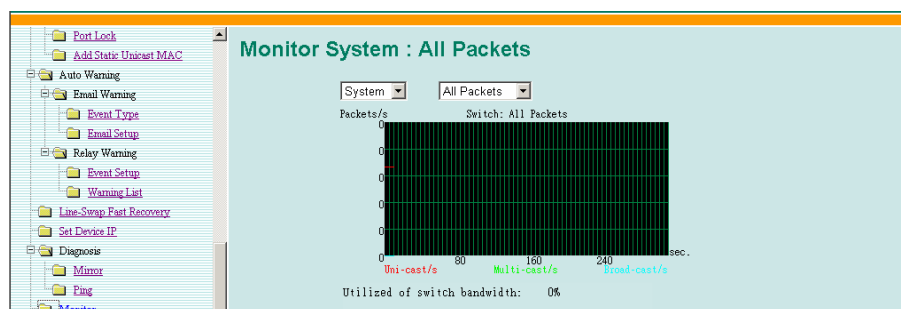 Port Lock
Add Static Unicast MAC
Auto Warning
Email Warning
Event Type
Email Setup
Relay Warning
Event Setup
Warning List
Line-Swap Fast Recovery
Set Device IP
Diagnosis
Mirror
Ping
Monitor
Monitor System : All Packets
System All Packets
Packets/s Switch: All Packets
0
0
0
0
0
0 80 160 240 sec.
Uni-cast/s Multi-cast/s Broad-cast/s
Utilized of switch bandwidth: 0%